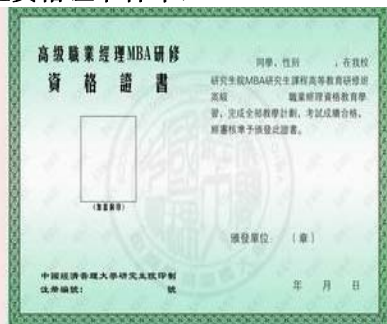 高級職業經理MBA研修
資格證書
同學，性別　　，在我校
研究生院MBA研究生課程高等教育研修班
高級　　職業經理資格教育學
習，完成全部教學計劃，考試成績合格，
經審核準予頒發此證書。
頒發單位　（章）
中國經濟管理大學研究生院印制
注冊編號：　　號
年　月　日